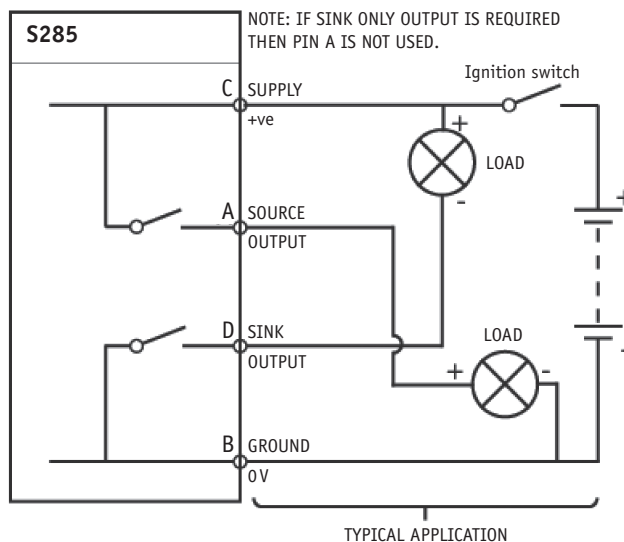 S285
NOTE: IF SINK ONLY OUTPUT IS REQUIRED
THEN PIN A IS NOT USED.
Ignition switch
C SUPPLY
+ve
+
LOAD
-
A SOURCE
OUTPUT
+
D SINK
OUTPUT
LOAD
+ -
-
B GROUND
0V
TYPICAL APPLICATION